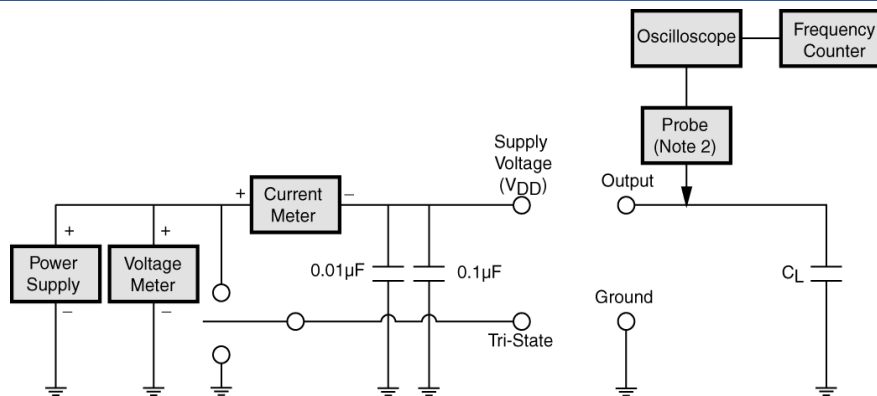 Oscilloscope
Frequency
Counter
Probe
(Note 2)
Supply
Voltage
(VDD)
Output
+
Current
Meter
−
+
Power
Supply
−
+
Voltage
Meter
−
0.01µF
0.1µF
CL
Tri-State
Ground